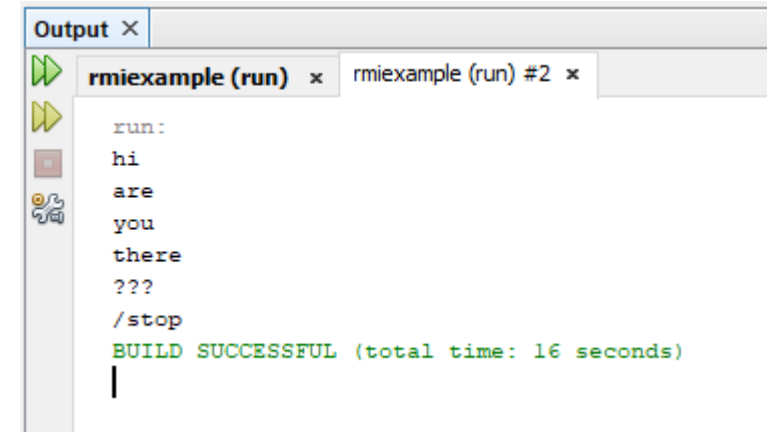 Output ×
rmiexample (run) × rmiexample (run) #2 ×
run:
hi
are
you
there
???
/stop
BUILD SUCCESSFUL (total time: 16 seconds)